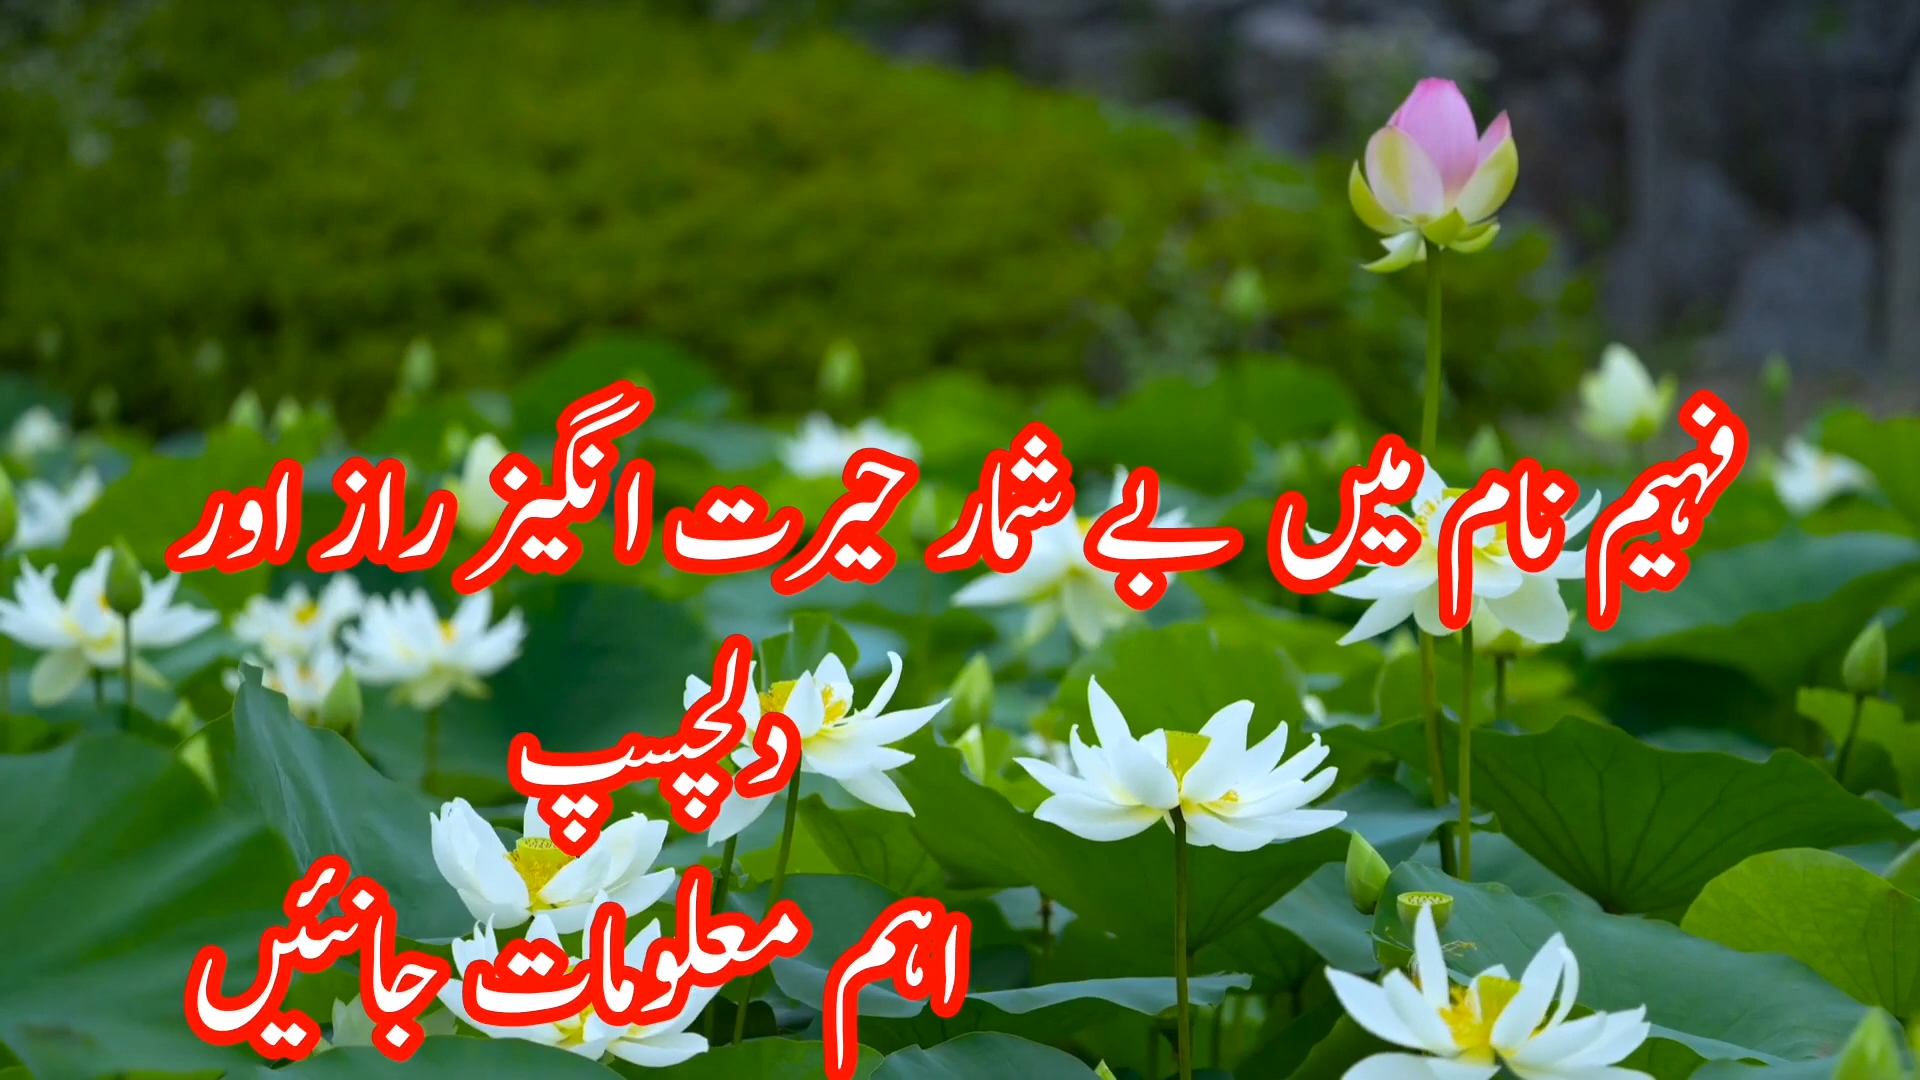 فہیم نام میں بے شمار حیرت انگیز راز اور
دلچسپ
اہم معلومات جانئیں